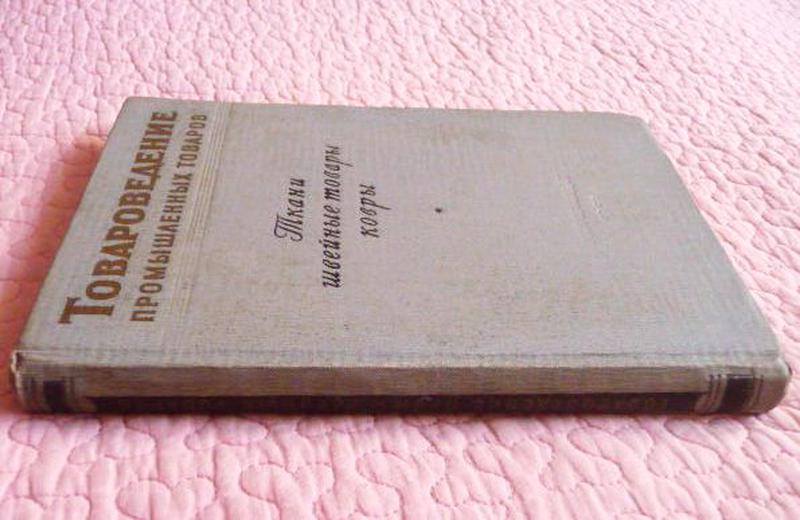 ТОВАРОВЕДЕНИЕ
ПРОМЫШЛЕННЫХ ТОВАРОВ
Ткани
швейные товары
ковры